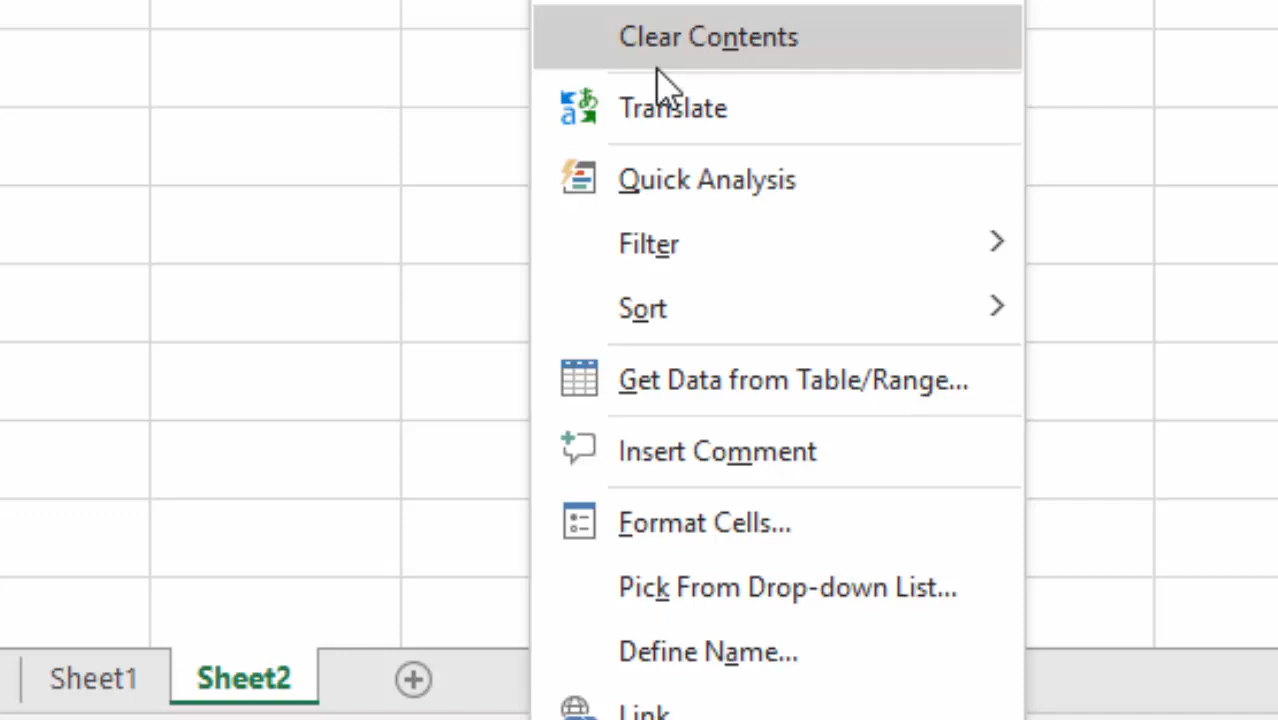 Clear Contents
Translate
Quick Analysis
Filter
Sort
Get Data from Table/Range...
Insert Comment
Format Cells...
Pick From Drop-down List...
Define Name...
Link
Sheet1
Sheet2